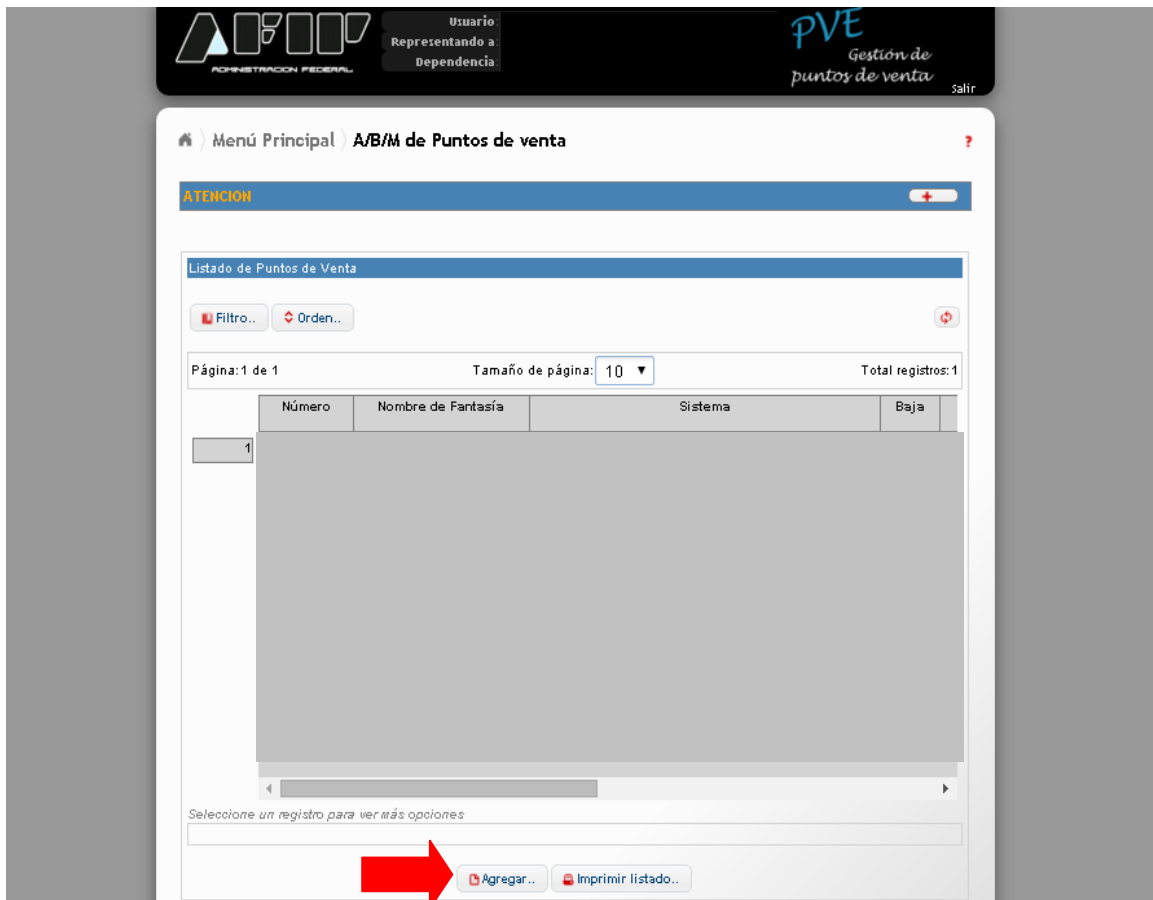 AFIP
ADMINISTRACION FEDERAL
Usuario:
Representando a:
Dependencia:
PVE
Gestión de
puntos de venta
Salir
Menú Principal A/B/M de Puntos de venta ?
ATENCION
Listado de Puntos de Venta
Filtro.. Orden..
Página:1 de 1 Tamaño de página: 10 Total registros:1
Número Nombre de Fantasía Sistema Baja
1
Seleccione un registro para ver más opciones
Agregar.. Imprimir listado..